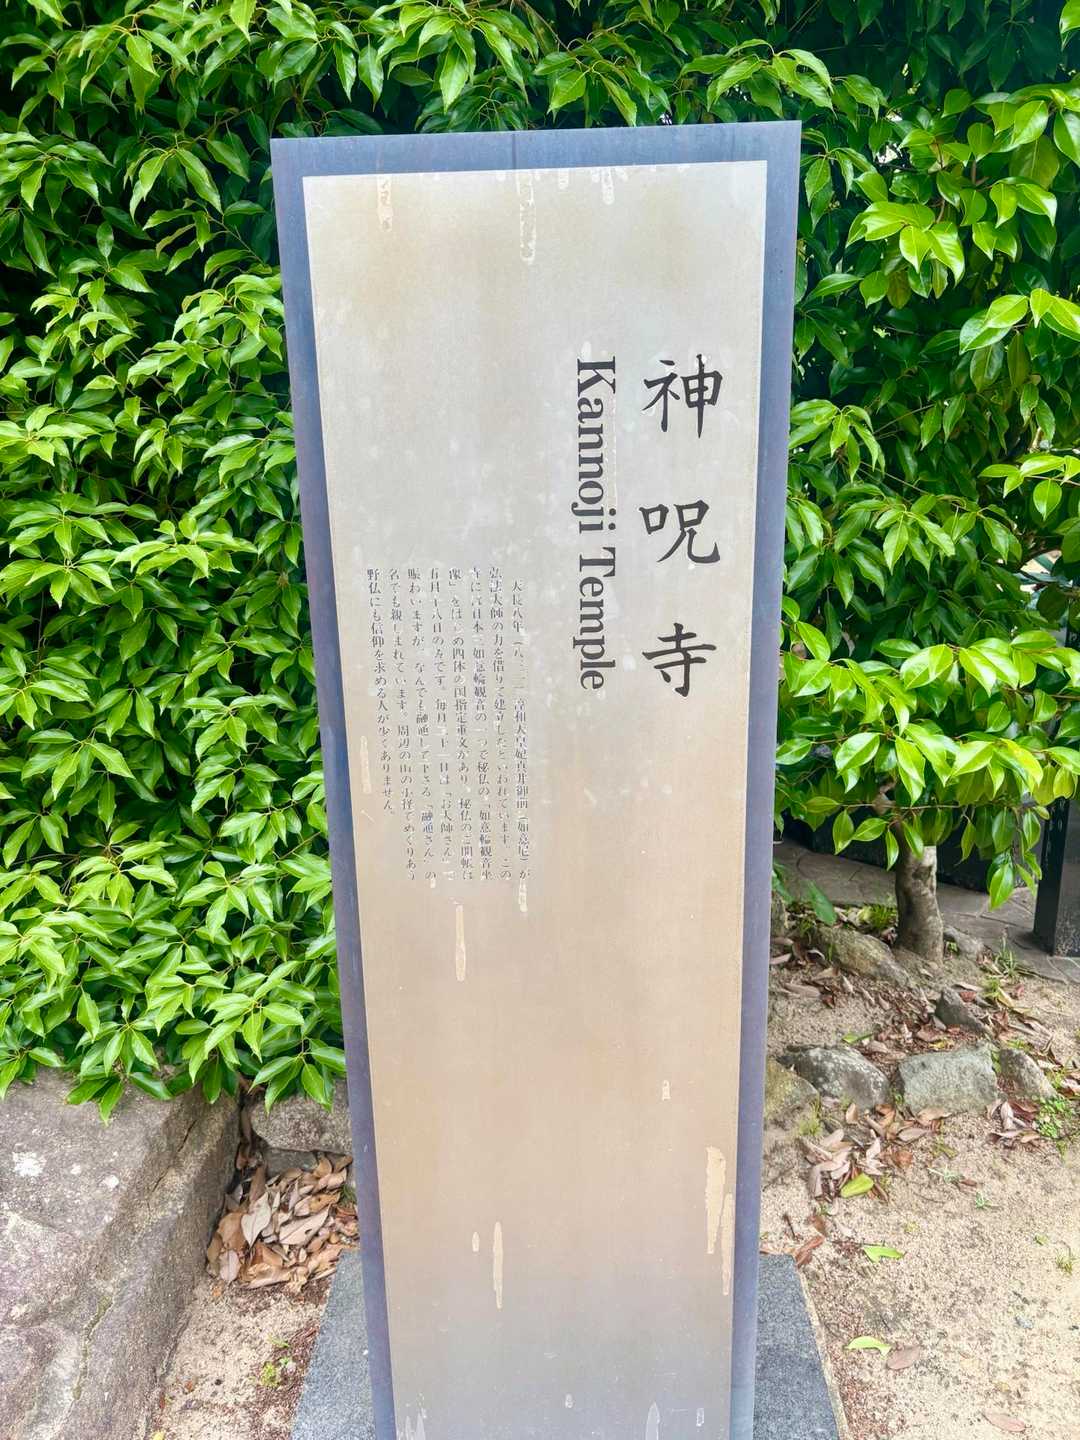 神呪寺
Kannoji Temple
天長八年(八三一)淳和天皇妃真井御前(如意尼)が
弘法大師の力を借りて建立したといわれています。この
寺には日本三如意輪観音の一つで秘仏の「如意輪観音坐
像」をはじめ四体の国指定重文があり、秘仏のご開帳は
五月十八日のみです。毎月二十一日は「お大師さん」で
賑わいますが、なんでも融通して下さる「融通さん」の
名でも親しまれています。周辺の山の小径でめぐりあう
野仏にも信仰を求める人が少くありません。